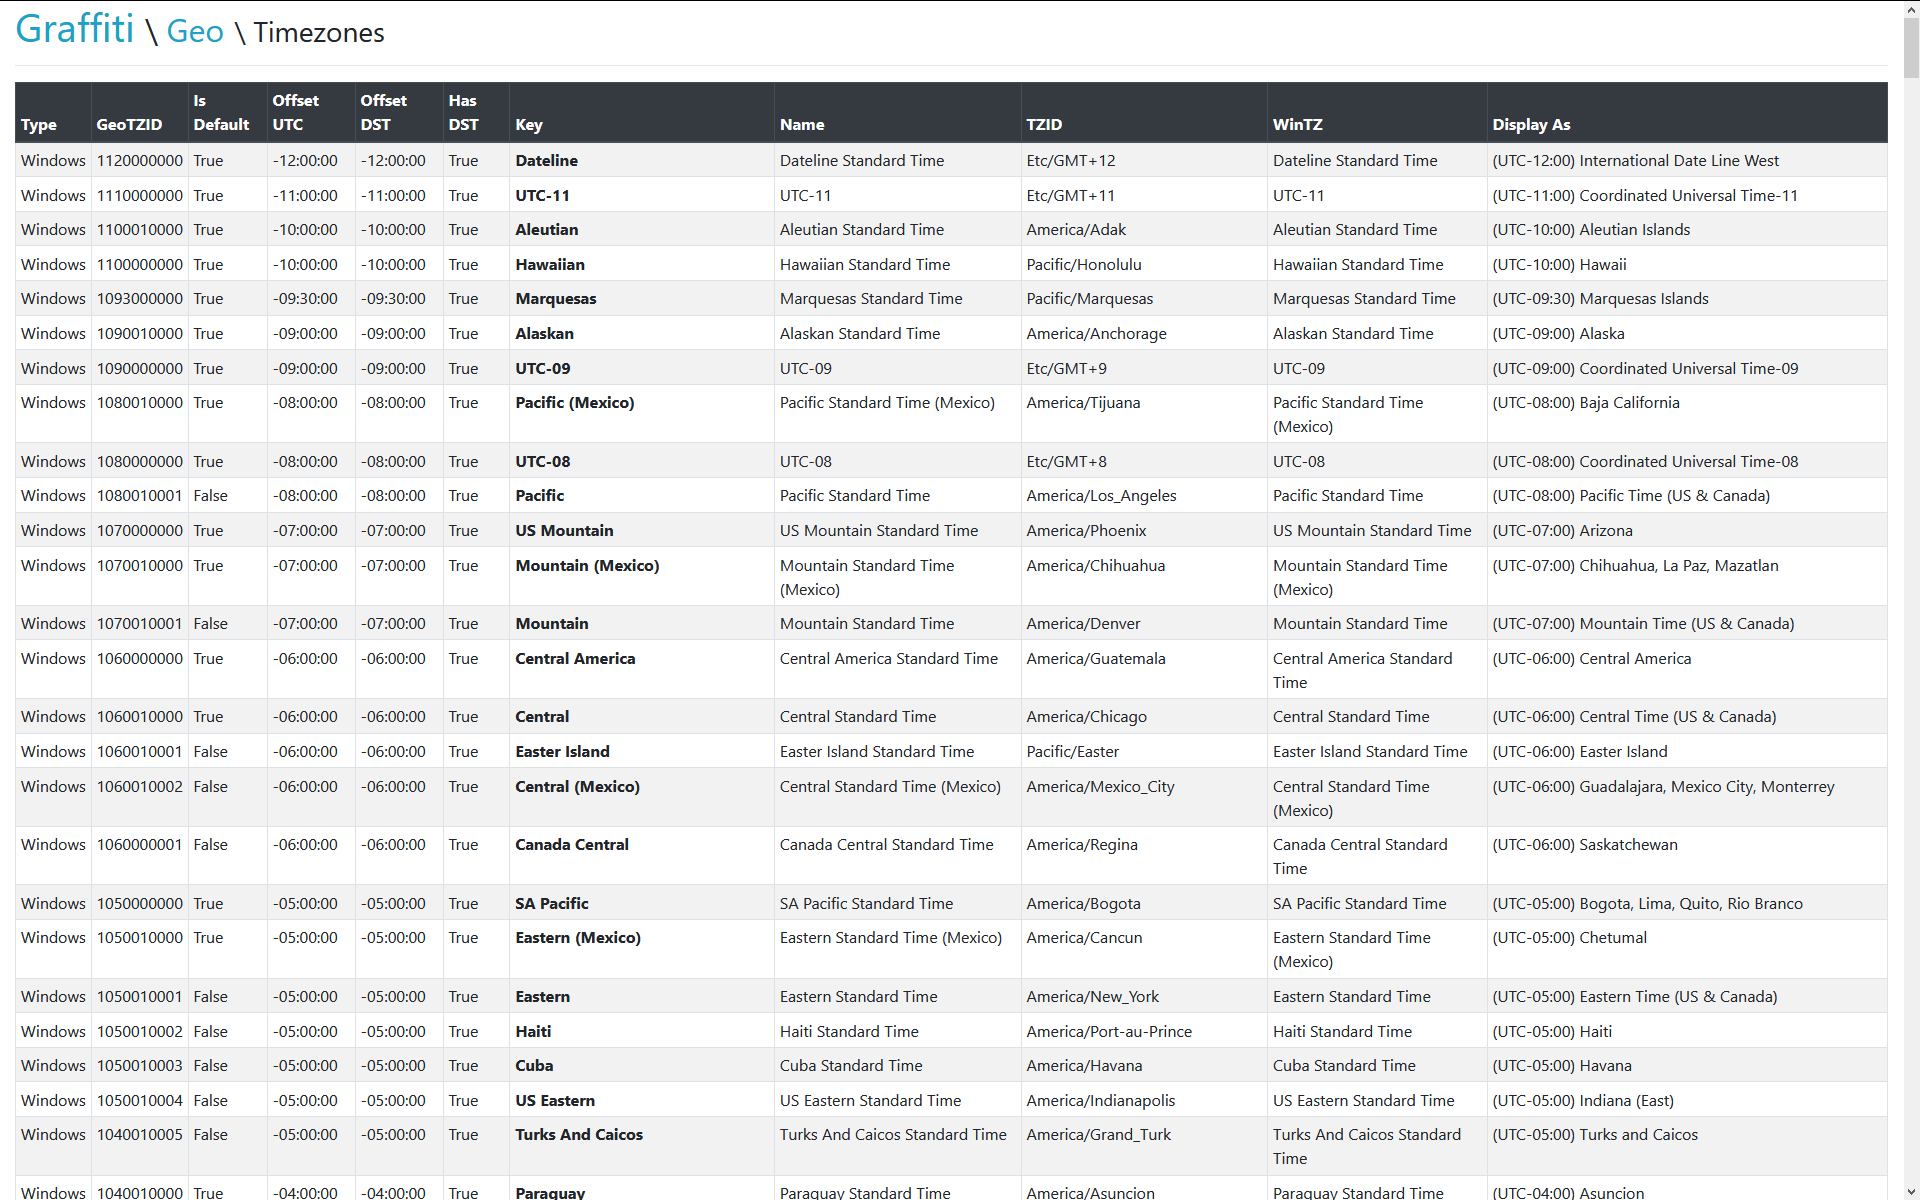 Graffiti \ Geo \ Timezones
Type GeoTZID Is Default Offset UTC Offset DST Has DST Key Name TZID WinTZ Display As
Windows 1120000000 True -12:00:00 -12:00:00 True Dateline Dateline Standard Time Etc/GMT+12 Dateline Standard Time (UTC-12:00) International Date Line West
Windows 1110000000 True -11:00:00 -11:00:00 True UTC-11 UTC-11 Etc/GMT+11 UTC-11 (UTC-11:00) Coordinated Universal Time-11
Windows 1100010000 True -10:00:00 -10:00:00 True Aleutian Aleutian Standard Time America/Adak Aleutian Standard Time (UTC-10:00) Aleutian Islands
Windows 1100000000 True -10:00:00 -10:00:00 True Hawaiian Hawaiian Standard Time Pacific/Honolulu Hawaiian Standard Time (UTC-10:00) Hawaii
Windows 1093000000 True -09:30:00 -09:30:00 True Marquesas Marquesas Standard Time Pacific/Marquesas Marquesas Standard Time (UTC-09:30) Marquesas Islands
Windows 1090010000 True -09:00:00 -09:00:00 True Alaskan Alaskan Standard Time America/Anchorage Alaskan Standard Time (UTC-09:00) Alaska
Windows 1090000000 True -09:00:00 -09:00:00 True UTC-09 UTC-09 Etc/GMT+9 UTC-09 (UTC-09:00) Coordinated Universal Time-09
Windows 1080010000 True -08:00:00 -08:00:00 True Pacific (Mexico) Pacific Standard Time (Mexico) America/Tijuana Pacific Standard Time (Mexico) (UTC-08:00) Baja California
Windows 1080000000 True -08:00:00 -08:00:00 True UTC-08 UTC-08 Etc/GMT+8 UTC-08 (UTC-08:00) Coordinated Universal Time-08
Windows 1080010001 False -08:00:00 -08:00:00 True Pacific Pacific Standard Time America/Los_Angeles Pacific Standard Time (UTC-08:00) Pacific Time (US & Canada)
Windows 1070000000 True -07:00:00 -07:00:00 True US Mountain US Mountain Standard Time America/Phoenix US Mountain Standard Time (UTC-07:00) Arizona
Windows 1070010000 True -07:00:00 -07:00:00 True Mountain (Mexico) Mountain Standard Time (Mexico) America/Chihuahua Mountain Standard Time (Mexico) (UTC-07:00) Chihuahua, La Paz, Mazatlan
Windows 1070010001 False -07:00:00 -07:00:00 True Mountain Mountain Standard Time America/Denver Mountain Standard Time (UTC-07:00) Mountain Time (US & Canada)
Windows 1060000000 True -06:00:00 -06:00:00 True Central America Central America Standard Time America/Guatemala Central America Standard Time (UTC-06:00) Central America
Windows 1060010000 True -06:00:00 -06:00:00 True Central Central Standard Time America/Chicago Central Standard Time (UTC-06:00) Central Time (US & Canada)
Windows 1060010001 False -06:00:00 -06:00:00 True Easter Island Easter Island Standard Time Pacific/Easter Easter Island Standard Time (UTC-06:00) Easter Island
Windows 1060010002 False -06:00:00 -06:00:00 True Central (Mexico) Central Standard Time (Mexico) America/Mexico_City Central Standard Time (Mexico) (UTC-06:00) Guadalajara, Mexico City, Monterrey
Windows 1060000001 False -06:00:00 -06:00:00 True Canada Central Canada Central Standard Time America/Regina Canada Central Standard Time (UTC-06:00) Saskatchewan
Windows 1050000000 True -05:00:00 -05:00:00 True SA Pacific SA Pacific Standard Time America/Bogota SA Pacific Standard Time (UTC-05:00) Bogota, Lima, Quito, Rio Branco
Windows 1050010000 True -05:00:00 -05:00:00 True Eastern (Mexico) Eastern Standard Time (Mexico) America/Cancun Eastern Standard Time (Mexico) (UTC-05:00) Chetumal
Windows 1050010001 False -05:00:00 -05:00:00 True Eastern Eastern Standard Time America/New_York Eastern Standard Time (UTC-05:00) Eastern Time (US & Canada)
Windows 1050010002 False -05:00:00 -05:00:00 True Haiti Haiti Standard Time America/Port-au-Prince Haiti Standard Time (UTC-05:00) Haiti
Windows 1050010003 False -05:00:00 -05:00:00 True Cuba Cuba Standard Time America/Havana Cuba Standard Time (UTC-05:00) Havana
Windows 1050010004 False -05:00:00 -05:00:00 True US Eastern US Eastern Standard Time America/Indianapolis US Eastern Standard Time (UTC-05:00) Indiana (East)
Windows 1040010005 False -05:00:00 -05:00:00 True Turks And Caicos Turks And Caicos Standard Time America/Grand_Turk Turks And Caicos Standard Time (UTC-05:00) Turks and Caicos
Windows 1040010000 True -04:00:00 -04:00:00 True Paraguay Paraguay Standard Time America/Asuncion Paraguay Standard Time (UTC-04:00) Asuncion